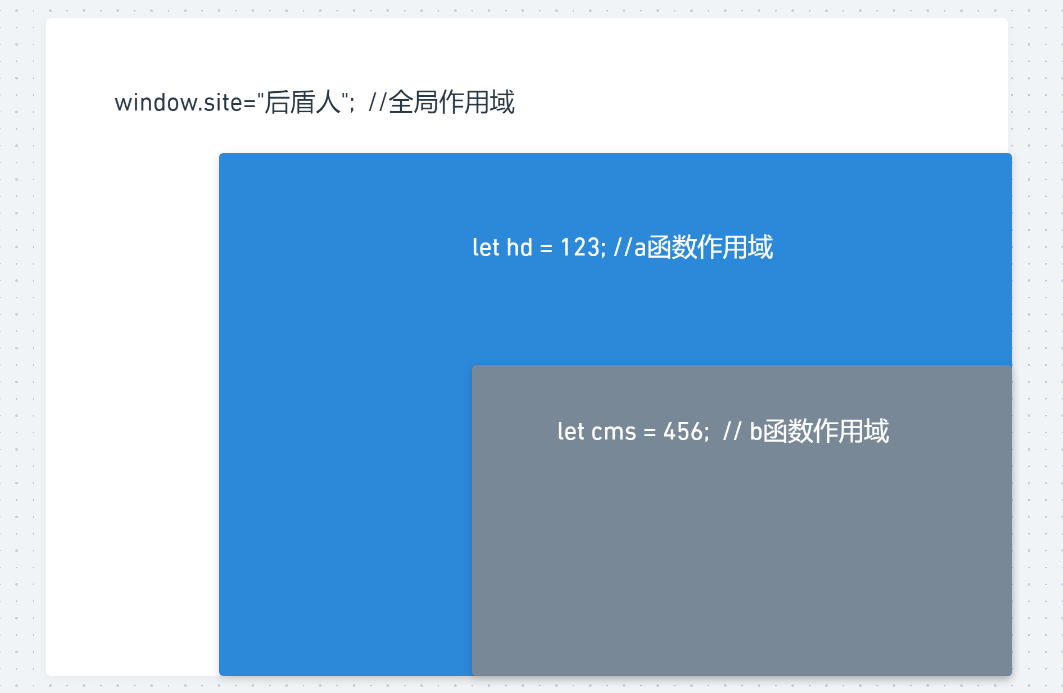 window.site="后盾人";  //全局作用域
let hd = 123; //a函数作用域
let cms = 456;  // b函数作用域